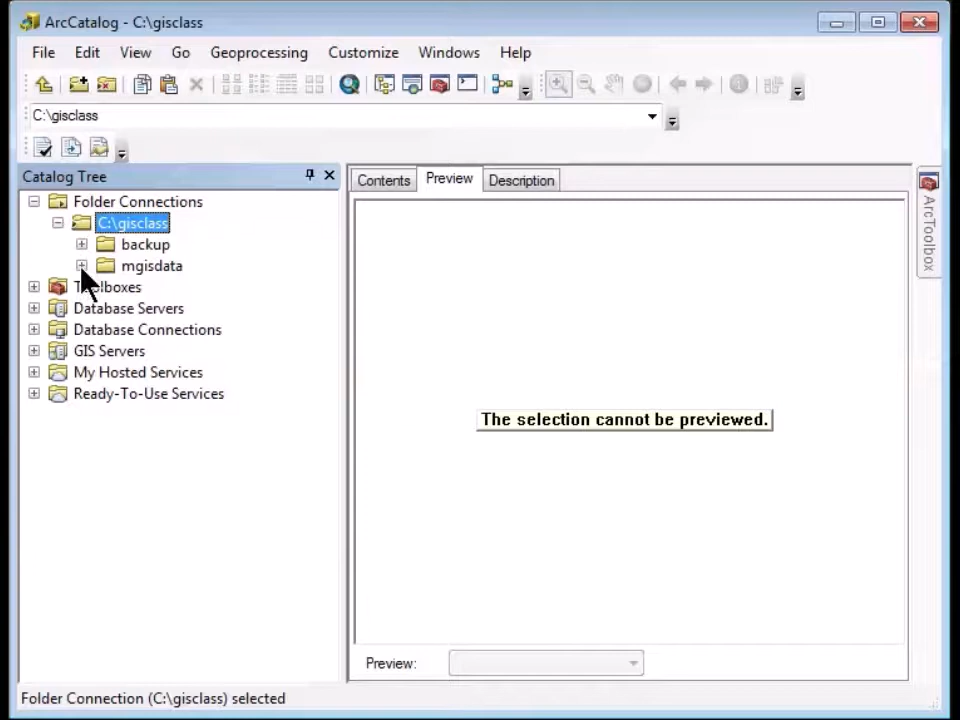 ArcCatalog - C:\gisclass
File Edit View Go Geoprocessing Customize Windows Help
C:\gisclass
Catalog Tree
Contents Preview Description
Folder Connections
C:\gisclass
backup
mgisdata
Database Servers
Database Connections
GIS Servers
My Hosted Services
Ready-To-Use Services
ArcToolbox
The selection cannot be previewed.
Preview:
Folder Connection (C:\gisclass) selected